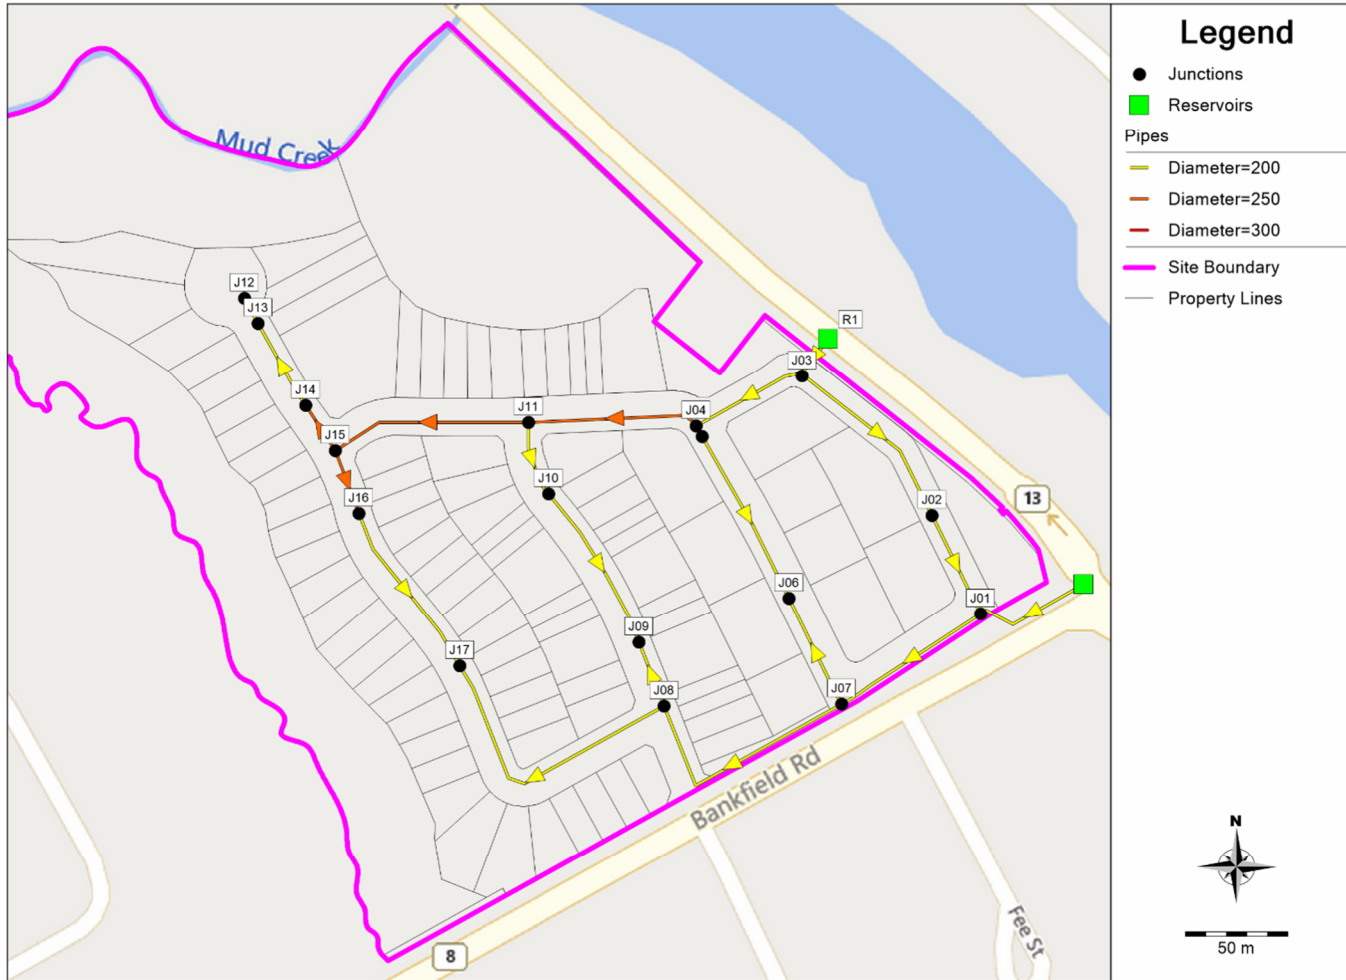 Legend
Junctions
Reservoirs
Pipes
Diameter=200
Diameter=250
Diameter=300
Site Boundary
Property Lines
Mud Creek
J12
J13
R1
J03
J14
J11
J04
J15
J10
J16
13
J02
J06
J01
J09
J17
J07
J08
Bankfield Rd
N
Fee St
50 m
8